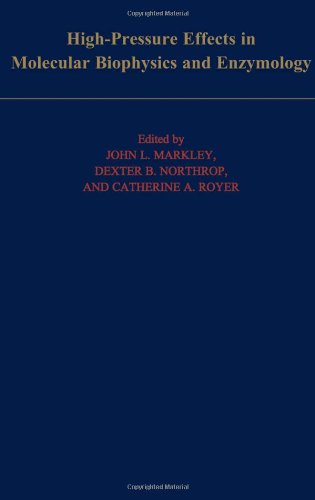 High-Pressure Effects in
Molecular Biophysics and Enzymology
Edited by
JOHN L. MARKLEY,
DEXTER B. NORTHROP,
AND CATHERINE A. ROYER